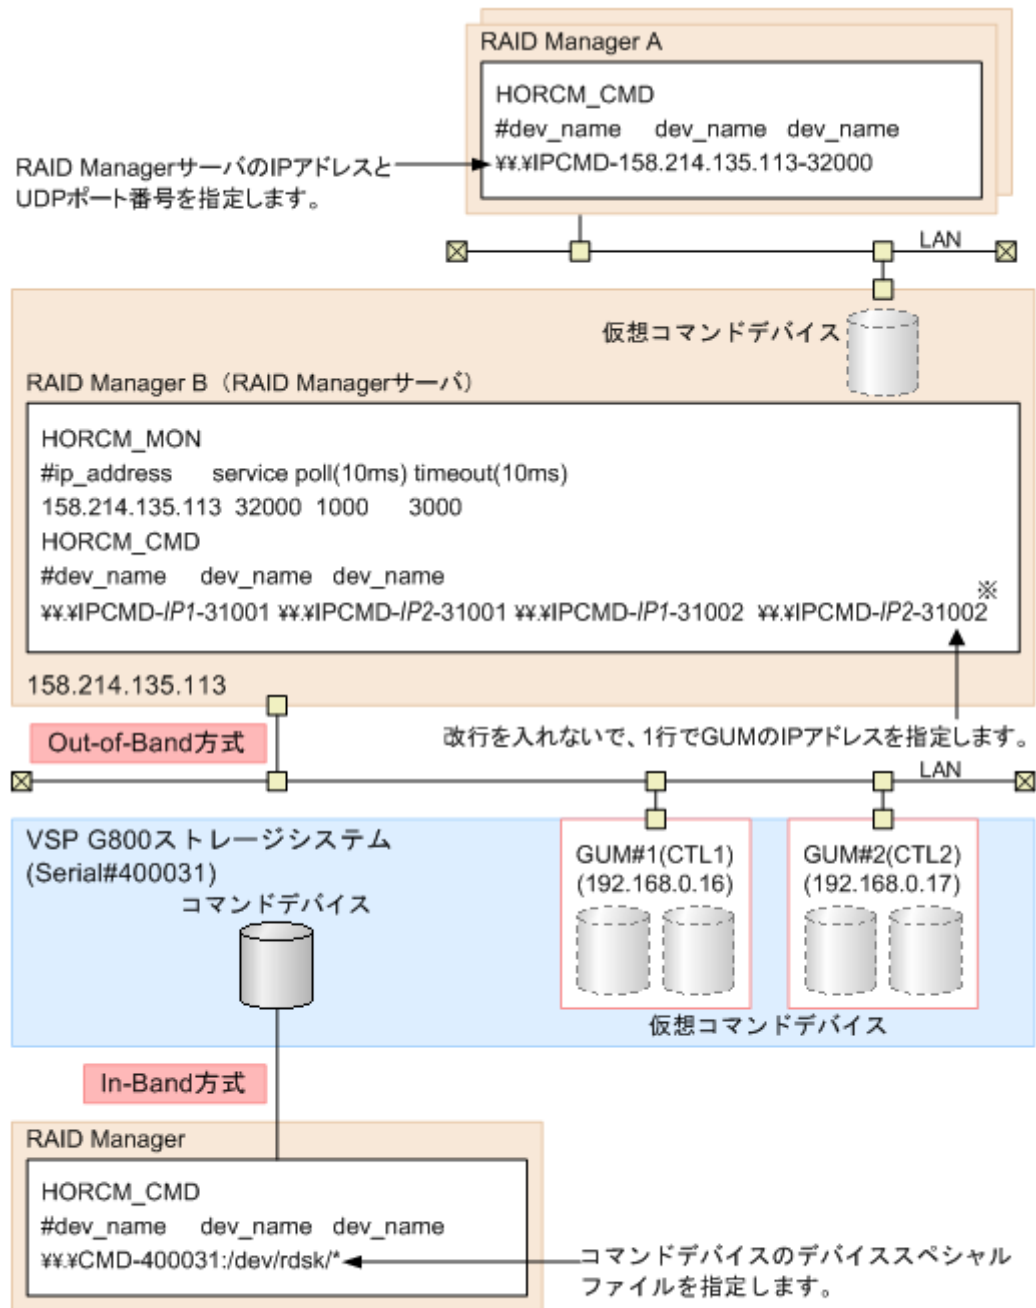 RAID Manager A
HORCM_CMD
#dev_name dev_name dev_name
¥¥.¥IPCMD-158.214.135.113-32000
RAID ManagerサーバのIPアドレスと
UDPポート番号を指定します。
LAN
仮想コマンドデバイス
RAID Manager B（RAID Managerサーバ）
HORCM_MON
#ip_address service poll(10ms) timeout(10ms)
158.214.135.113 32000 1000 3000
HORCM_CMD
#dev_name dev_name dev_name
※
¥¥.¥IPCMD-IP1-31001 ¥¥.¥IPCMD-IP2-31001 ¥¥.¥IPCMD-IP1-31002 ¥¥.¥IPCMD-IP2-31002
158.214.135.113
Out-of-Band方式
改行を入れないで、1行でGUMのIPアドレスを指定します。
LAN
VSP G800ストレージシステム
(Serial#400031)
コマンドデバイス
GUM#1(CTL1)
(192.168.0.16)
GUM#2(CTL2)
(192.168.0.17)
仮想コマンドデバイス
In-Band方式
RAID Manager
HORCM_CMD
#dev_name dev_name dev_name
¥¥.¥CMD-400031:/dev/rdsk/*
コマンドデバイスのデバイススペシャル
ファイルを指定します。